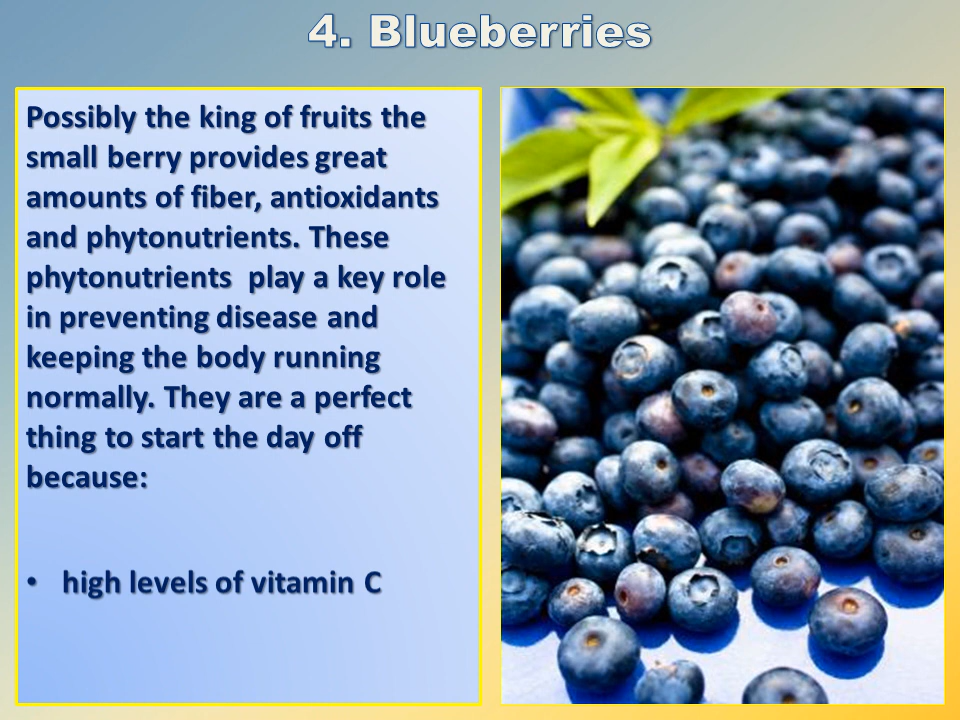 4. Blueberries
Possibly the king of fruits the
small berry provides great
amounts of fiber, antioxidants
and phytonutrients. These
phytonutrients  play a key role
in preventing disease and
keeping the body running
normally. They are a perfect
thing to start the day off
because:
• high levels of vitamin C